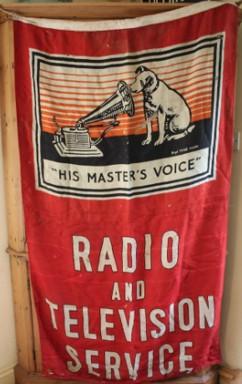 "HIS MASTER'S VOICE"
RADIO
AND
TELEVISION
SERVICE